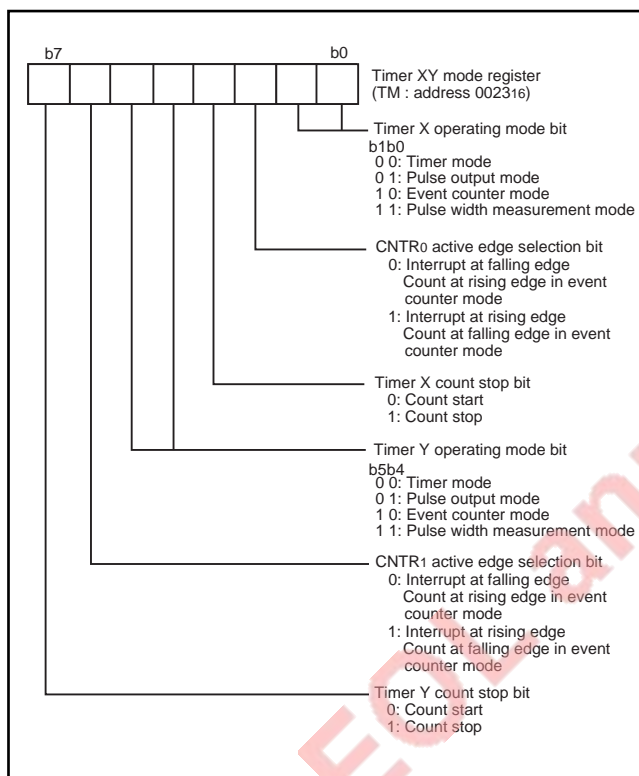 b7 b0
Timer XY mode register
(TM : address 002316)
Timer X operating mode bit
b1b0
0 0: Timer mode
0 1: Pulse output mode
1 0: Event counter mode
1 1: Pulse width measurement mode
CNTR0 active edge selection bit
0: Interrupt at falling edge
Count at rising edge in event
counter mode
1: Interrupt at rising edge
Count at falling edge in event
counter mode
Timer X count stop bit
0: Count start
1: Count stop
Timer Y operating mode bit
b5b4
0 0: Timer mode
0 1: Pulse output mode
1 0: Event counter mode
1 1: Pulse width measurement mode
CNTR1 active edge selection bit
0: Interrupt at falling edge
Count at rising edge in event
counter mode
1: Interrupt at rising edge
Count at falling edge in event
counter mode
Timer Y count stop bit
0: Count start
1: Count stop
EOL